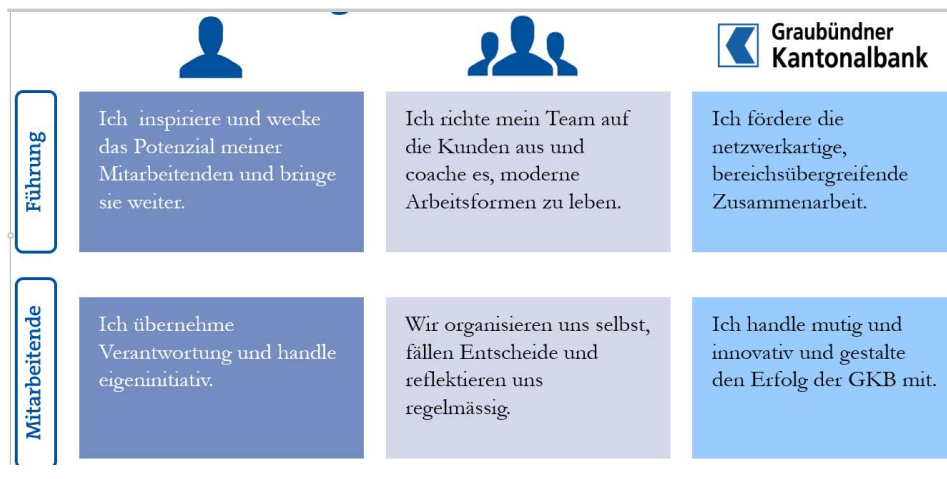 Graubündner
Kantonalbank
Führung
Ich inspiriere und wecke
das Potenzial meiner
Mitarbeitenden und bringe
sie weiter.
Ich richte mein Team auf
die Kunden aus und
coache es, moderne
Arbeitsformen zu leben.
Ich fördere die
netzwerkartige,
bereichsübergreifende
Zusammenarbeit.
Mitarbeitende
Ich übernehme
Verantwortung und handle
eigeninitiativ.
Wir organisieren uns selbst,
fällen Entscheide und
reflektieren uns
regelmässig.
Ich handle mutig und
innovativ und gestalte
den Erfolg der GKB mit.